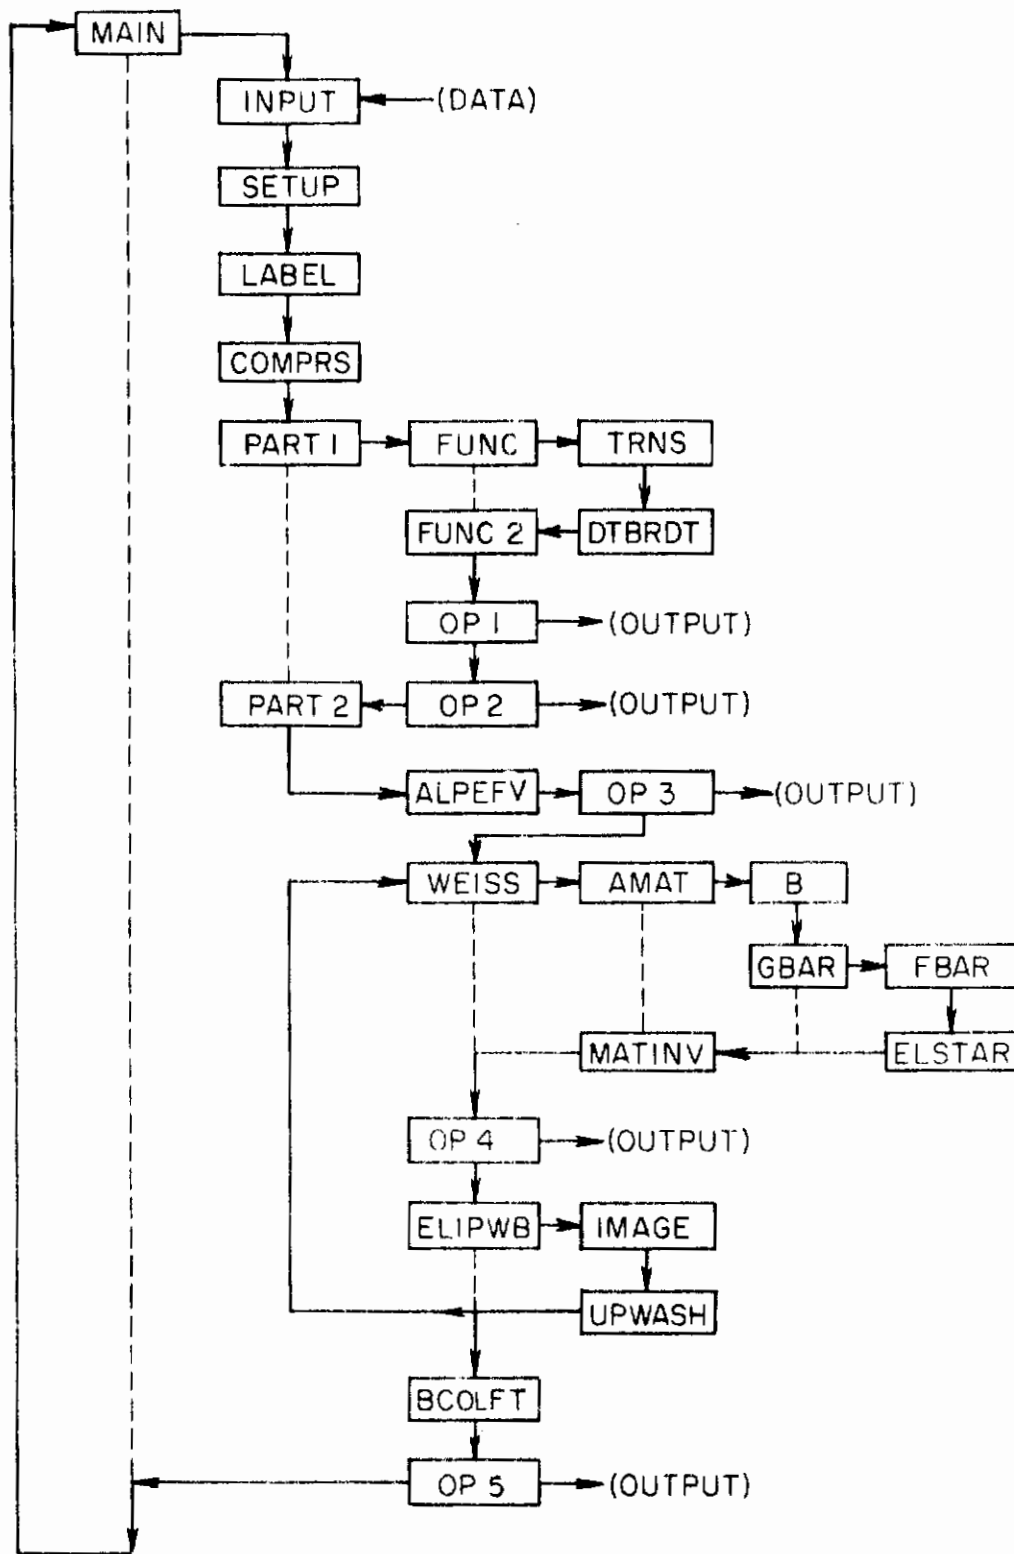 MAIN
INPUT
(DATA)
SETUP
LABEL
COMPRS
PART 1
FUNC
TRNS
FUNC 2
DTBRDT
OP 1
(OUTPUT)
PART 2
OP 2
(OUTPUT)
ALPEFV
OP 3
(OUTPUT)
WEISS
AMAT
B
GBAR
FBAR
MATINV
ELSTAR
OP 4
(OUTPUT)
ELIPWB
IMAGE
UPWASH
BCOLFT
OP 5
(OUTPUT)